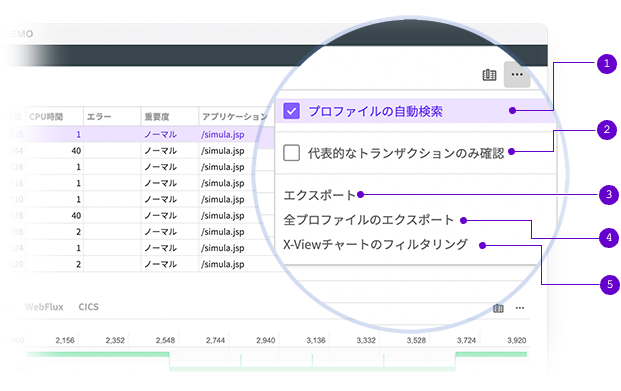 EMO
1
プロファイルの自動検索
2
代表的なトランザクションのみ確認
3
エクスポート
4
全プロファイルのエクスポート
5
X-Viewチャートのフィルタリング
CPU時間 エラー 重要度 アプリケーション
1 ノーマル /simula.jsp
40 ノーマル /simula.jsp
1 ノーマル /simula.jsp
1 ノーマル /simula.jsp
1 ノーマル /simula.jsp
40 ノーマル /simula.jsp
2 ノーマル /simula.jsp
1 ノーマル /simula.jsp
2 ノーマル /simula.jsp
WebFlux CICS
2,156 2,352 2,548 2,744 2,940 3,136 3,332 3,528 3,724 3,920